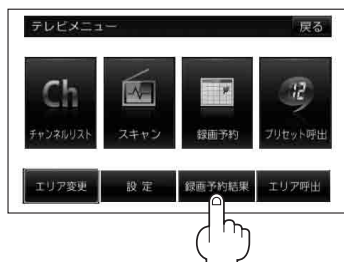 テレビメニュー 戻る
Ch
12
チャンネルリスト スキャン 録画予約 プリセット呼出
エリア変更 設定 録画予約結果 エリア呼出